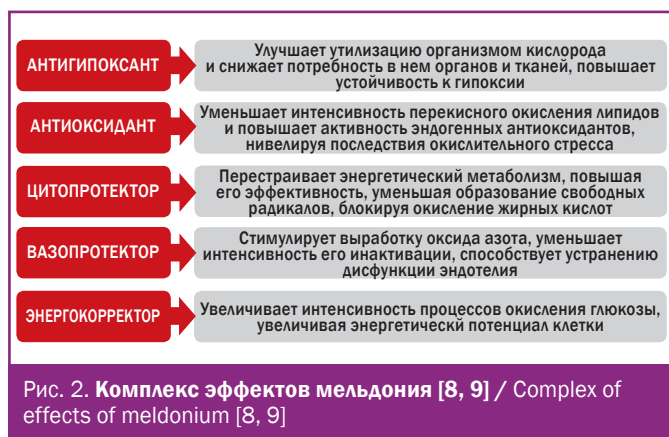 АНТИГИПОКСАНТ
Улучшает утилизацию организмом кислорода
и снижает потребность в нем органов и тканей, повышает
устойчивость к гипоксии
АНТИОКСИДАНТ
Уменьшает интенсивность перекисного окисления липидов
и повышает активность эндогенных антиоксидантов,
нивелируя последствия окислительного стресса
ЦИТОПРОТЕКТОР
Перестраивает энергетический метаболизм, повышая
его эффективность, уменьшая образование свободных
радикалов, блокируя окисление жирных кислот
ВАЗОПРОТЕКТОР
Стимулирует выработку оксида азота, уменьшает
интенсивность его инактивации, способствует устранению
дисфункции эндотелия
ЭНЕРГОКОРРЕКТОР
Увеличивает интенсивность процессов окисления глюкозы,
увеличивая энергетическй потенциал клетки
Рис. 2. Комплекс эффектов мельдония [8, 9] / Complex of
effects of meldonium [8, 9]